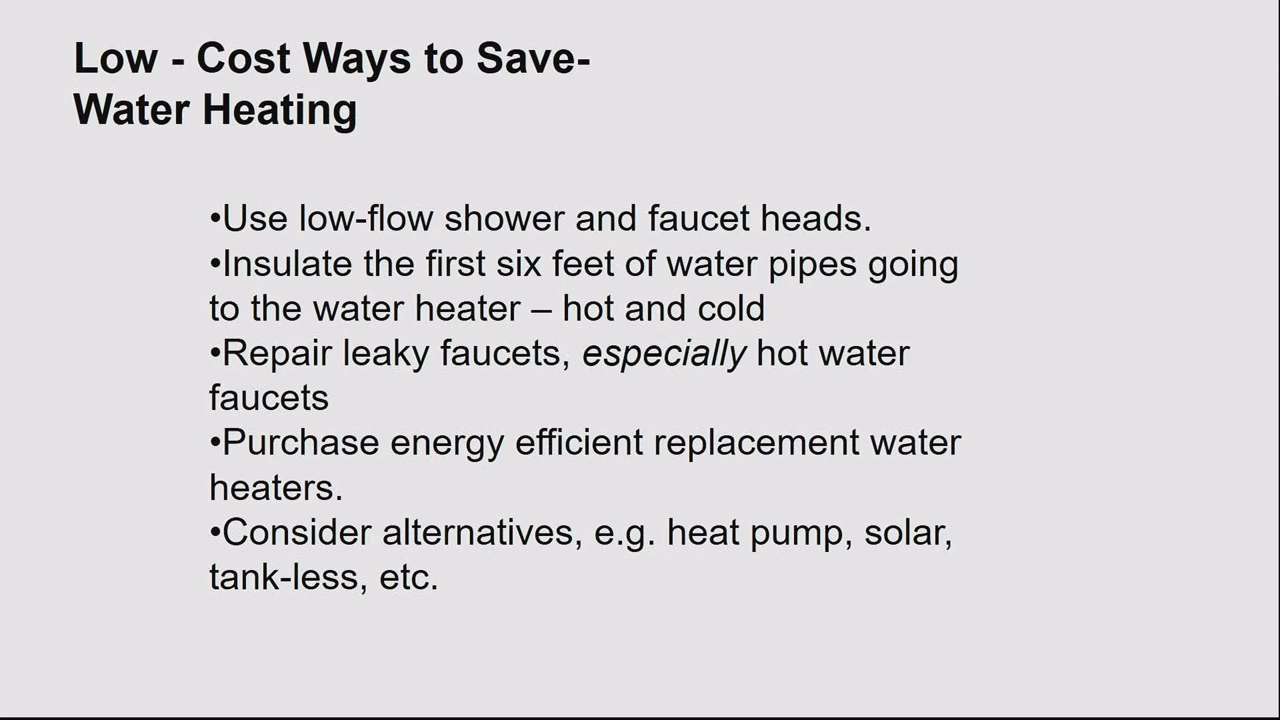 Low - Cost Ways to Save-
Water Heating
•Use low-flow shower and faucet heads.
•Insulate the first six feet of water pipes going
to the water heater – hot and cold
•Repair leaky faucets, especially hot water
faucets
•Purchase energy efficient replacement water
heaters.
•Consider alternatives, e.g. heat pump, solar,
tank-less, etc.